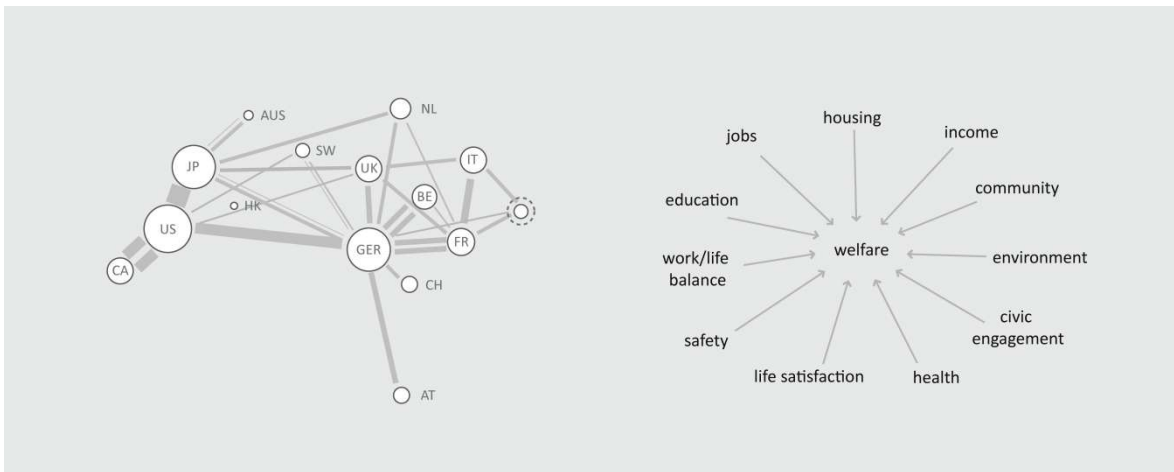 AUS
NL
SW
JP
UK
IT
BE
HK
US
GER
FR
CA
CH
AT
housing
jobs
income
community
education
welfare
work/life
balance
environment
safety
civic
engagement
life satisfaction
health